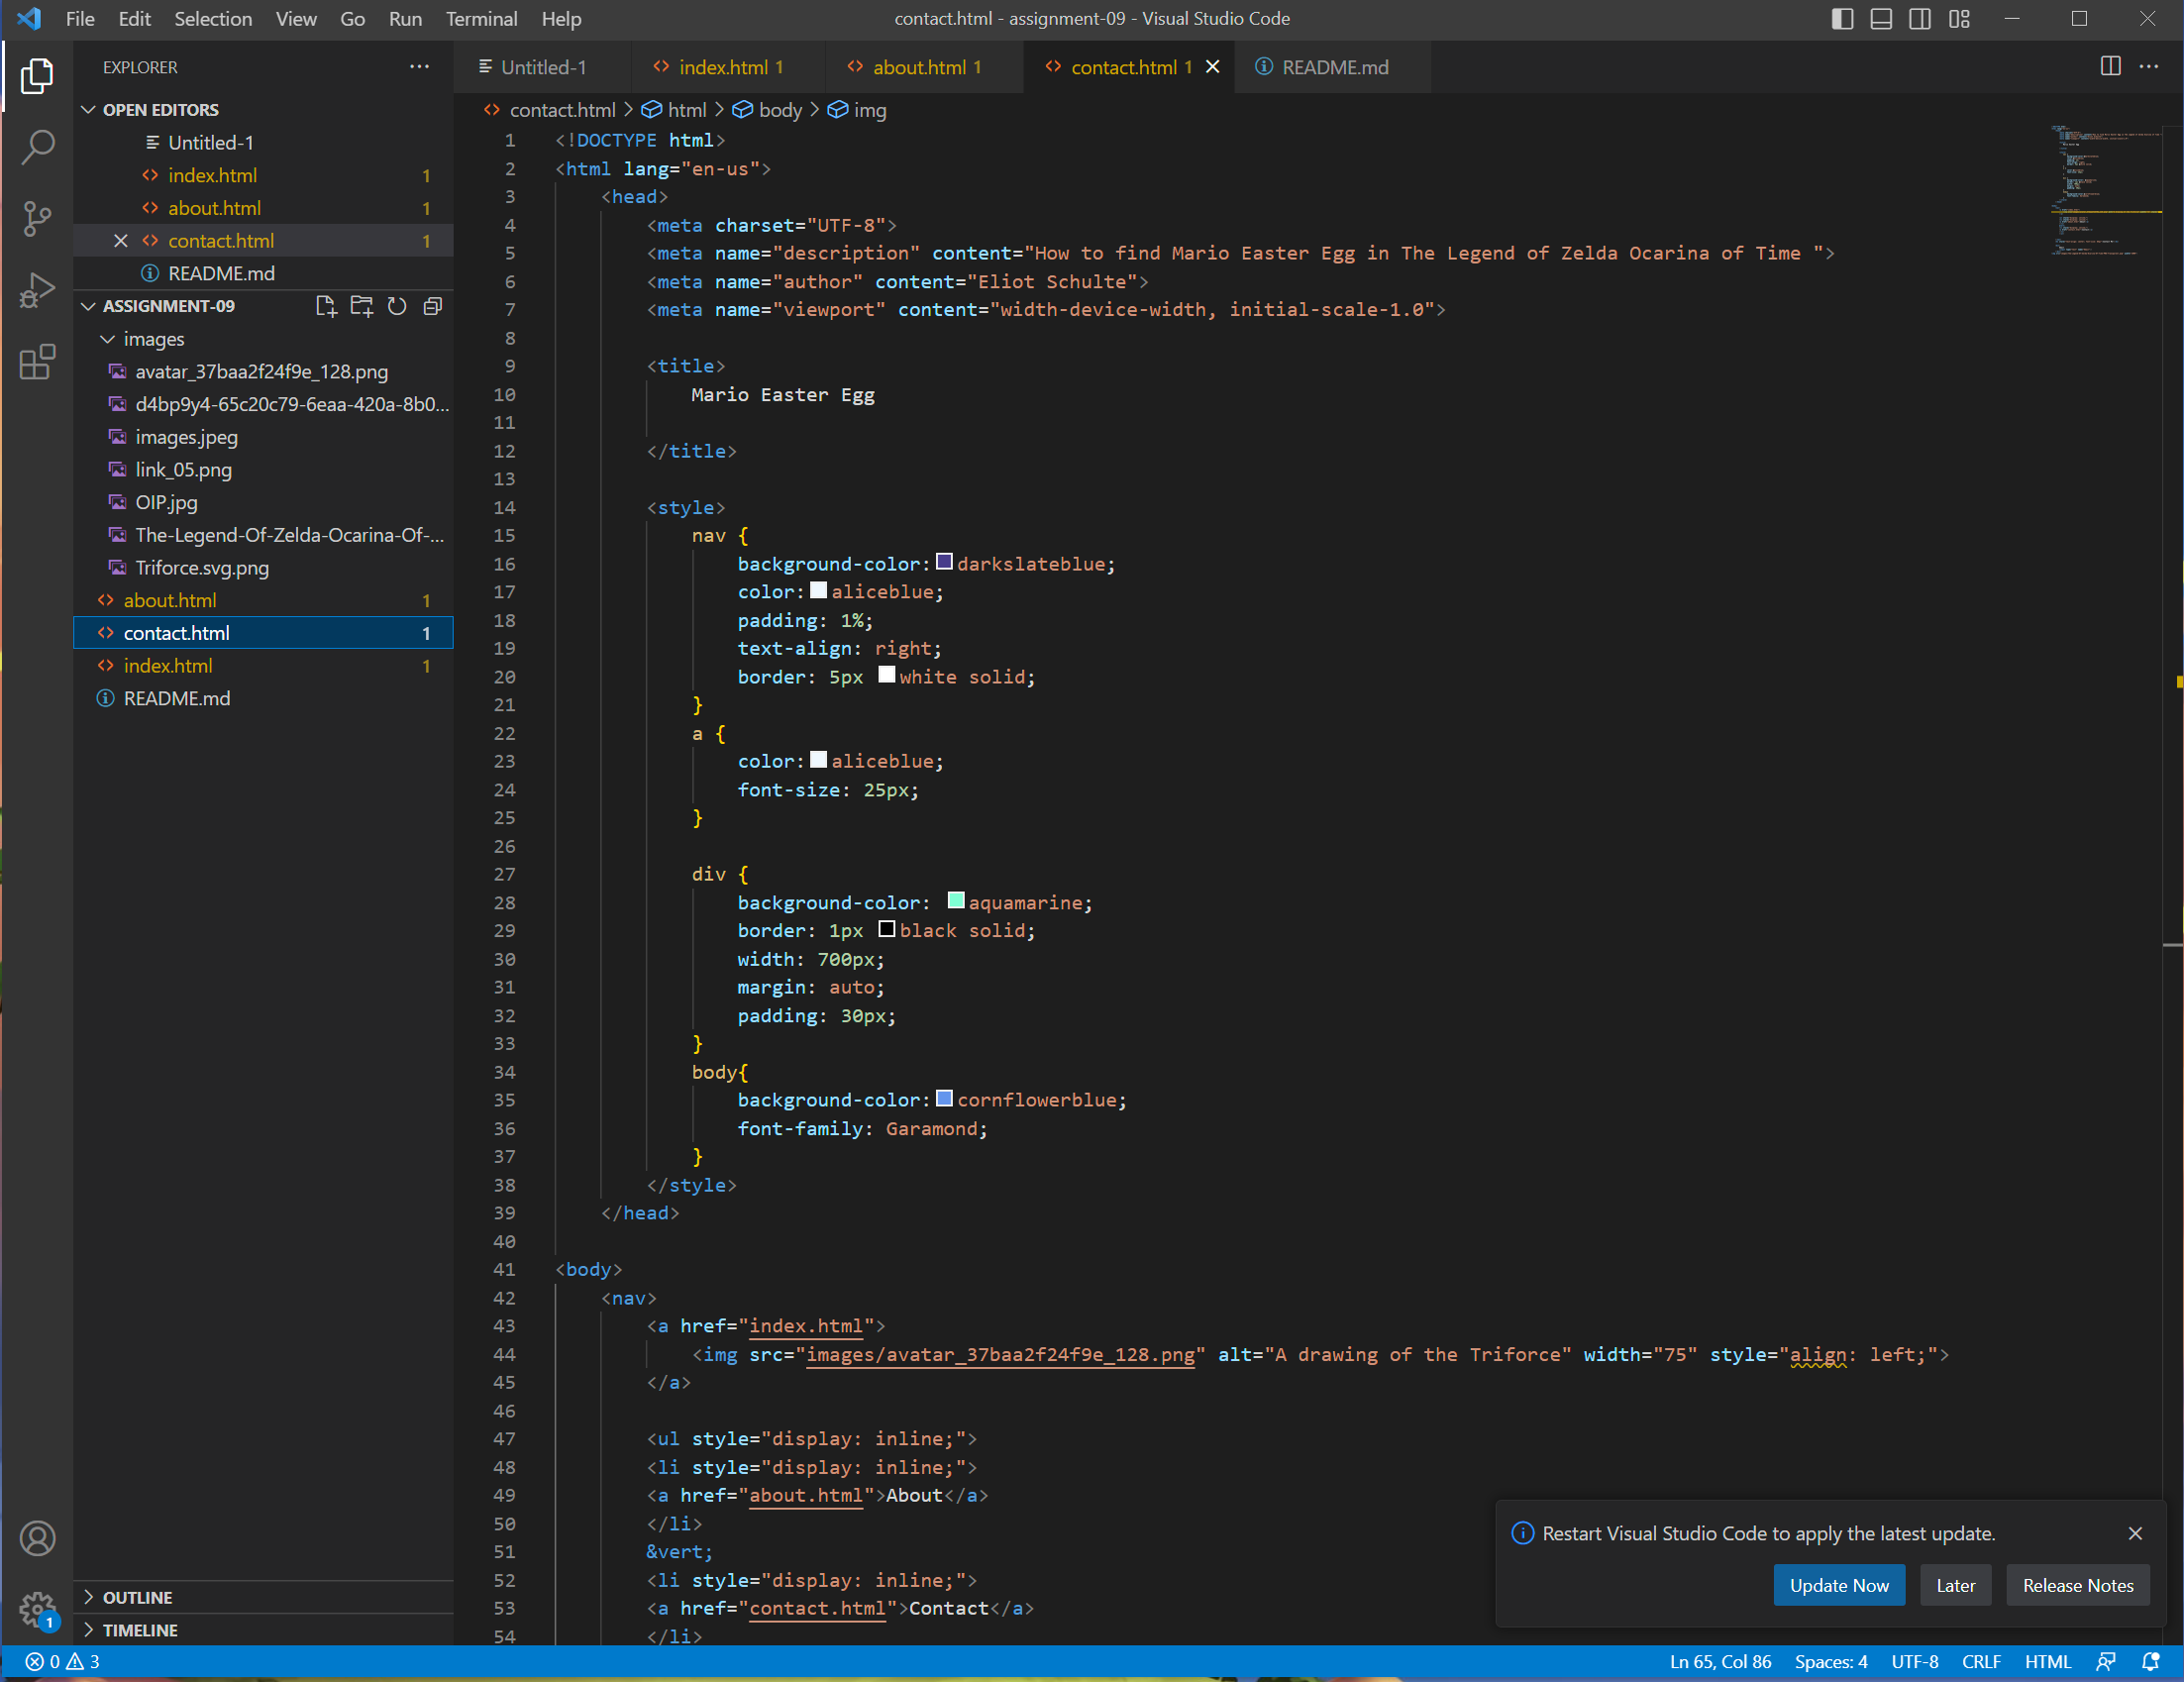 File Edit Selection View Go Run Terminal Help
contact.html - assignment-09 - Visual Studio Code
EXPLORER
OPEN EDITORS
Untitled-1
index.html 1
about.html 1
contact.html 1
README.md
ASSIGNMENT-09
images
avatar_37baa2f24f9e_128.png
d4bp9y4-65c20c79-6eaa-420a-8b0...
images.jpeg
link_05.png
OIP.jpg
The-Legend-Of-Zelda-Ocarina-Of-...
Triforce.svg.png
about.html 1
contact.html 1
index.html 1
README.md
OUTLINE
TIMELINE
1
Untitled-1 index.html 1 about.html 1 contact.html 1 README.md
contact.html > html > body > img
1 <!DOCTYPE html>
2 <html lang="en-us">
3 <head>
4 <meta charset="UTF-8">
5 <meta name="description" content="How to find Mario Easter Egg in The Legend of Zelda Ocarina of Time ">
6 <meta name="author" content="Eliot Schulte">
7 <meta name="viewport" content="width-device-width, initial-scale-1.0">
8
9 <title>
10 Mario Easter Egg
11
12 </title>
13
14 <style>
15 nav {
16 background-color: darkslateblue;
17 color: aliceblue;
18 padding: 1%;
19 text-align: right;
20 border: 5px white solid;
21 }
22 a {
23 color: aliceblue;
24 font-size: 25px;
25 }
26
27 div {
28 background-color: aquamarine;
29 border: 1px black solid;
30 width: 700px;
31 margin: auto;
32 padding: 30px;
33 }
34 body{
35 background-color: cornflowerblue;
36 font-family: Garamond;
37 }
38 </style>
39 </head>
40
41 <body>
42 <nav>
43 <a href="index.html">
44 <img src="images/avatar_37baa2f24f9e_128.png" alt="A drawing of the Triforce" width="75" style="align: left;">
45 </a>
46
47 <ul style="display: inline;">
48 <li style="display: inline;">
49 <a href="about.html">About</a>
50 </li>
51 &vert;
52 <li style="display: inline;">
53 <a href="contact.html">Contact</a>
54 </li>
Restart Visual Studio Code to apply the latest update.
Update Now Later Release Notes
0 3 Ln 65, Col 86 Spaces: 4 UTF-8 CRLF HTML